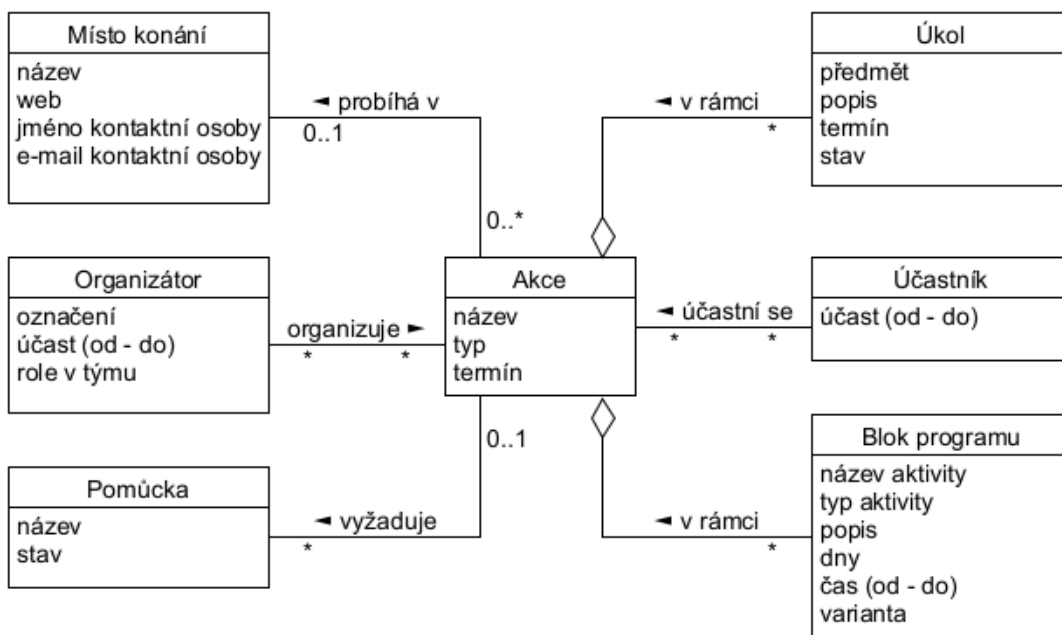 Místo konání
název
web
jméno kontaktní osoby
e-mail kontaktní osoby
◄ probíhá v
0..1
0..*
◄ v rámci
*
Úkol
předmět
popis
termín
stav
Organizátor
označení
účast (od - do)
role v týmu
organizuje ►
* *
Akce
název
typ
termín
◄ účastní se
* *
Účastník
účast (od - do)
Pomůcka
název
stav
0..1
◄ vyžaduje
*
◄ v rámci
*
Blok programu
název aktivity
typ aktivity
popis
dny
čas (od - do)
varianta